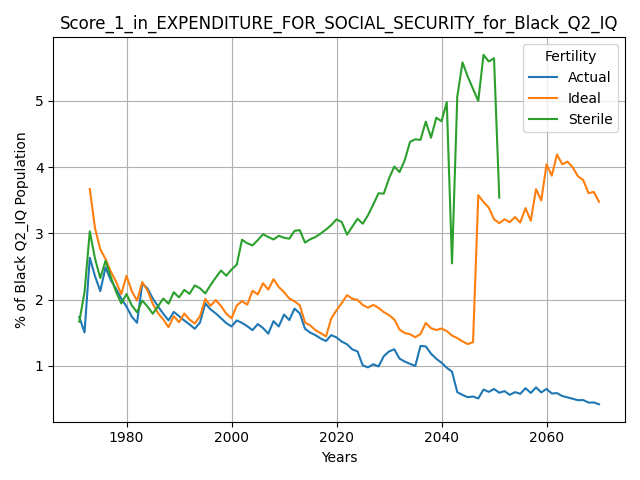 Score_1_in_EXPENDITURE_FOR_SOCIAL_SECURITY_for_Black_Q2_IQ
Fertility
Actual
Ideal
Sterile
% of Black Q2_IQ Population
5
4
3
2
1
1980
2000
2020
2040
2060
Years